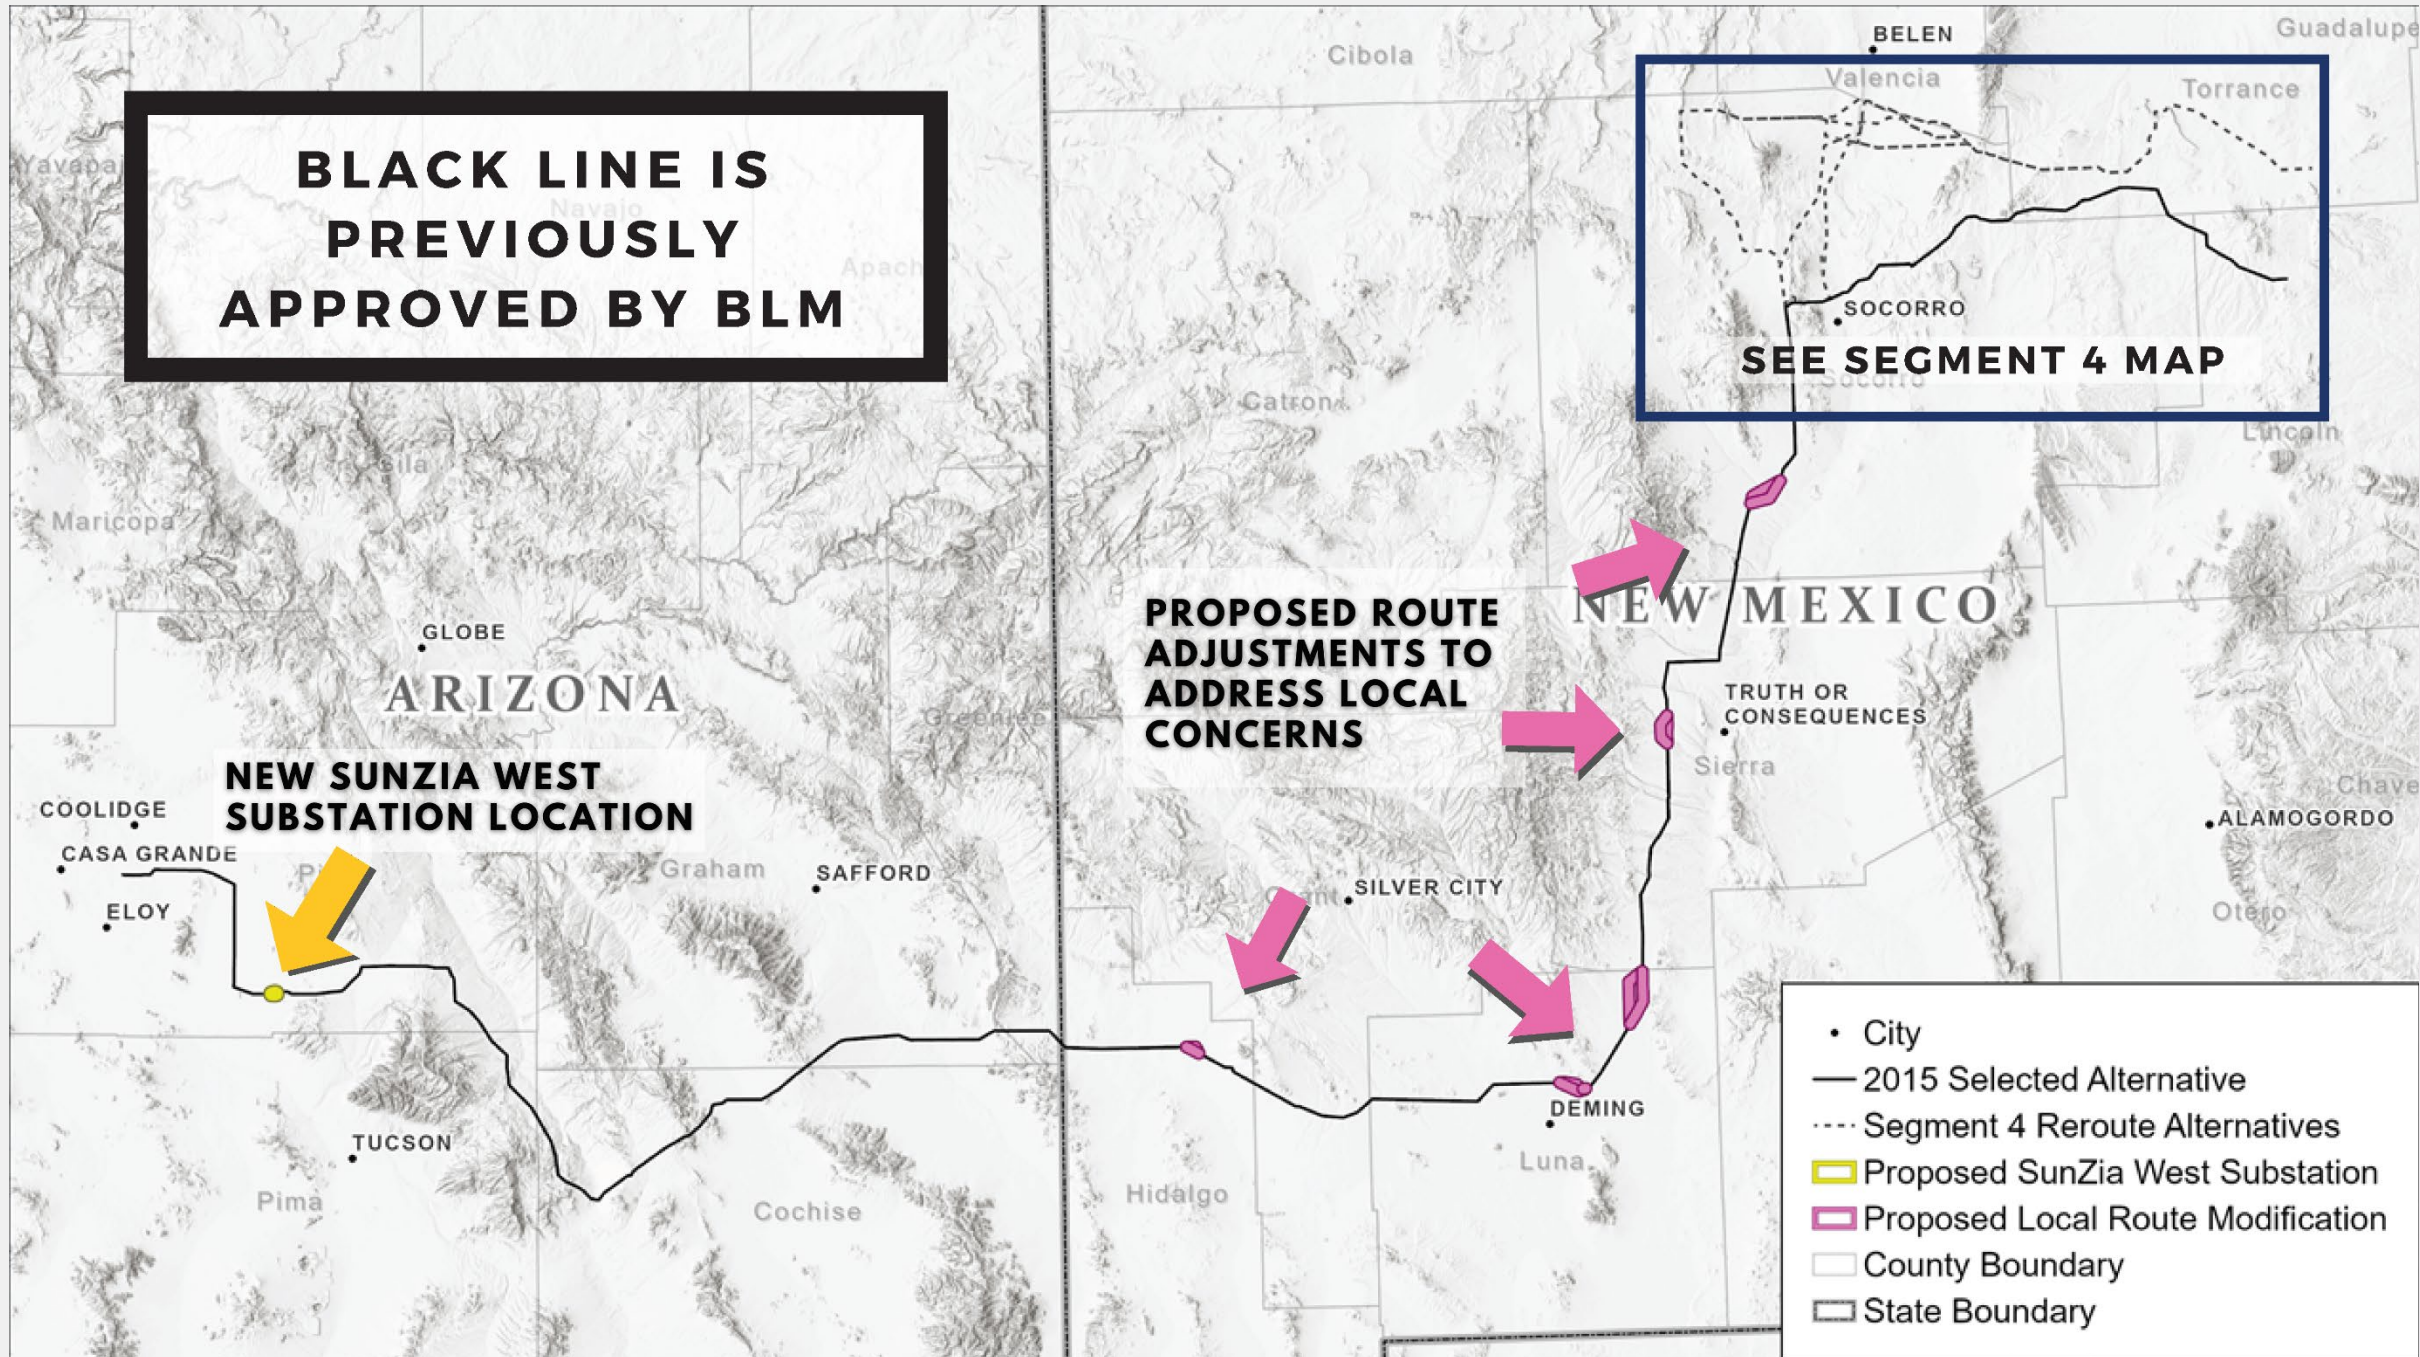 BELEN
Guadalupe
Cibola
Valencia
Torrance
Yavapai
BLACK LINE IS
PREVIOUSLY
APPROVED BY BLM
Navajo
Apach
SOCORRO
SEE SEGMENT 4 MAP
Socorro
Catron
Lincoln
Gila
Maricopa
PROPOSED ROUTE
ADJUSTMENTS TO
ADDRESS LOCAL
CONCERNS
NEW MEXICO
GLOBE
ARIZONA
Greenlee
TRUTH OR
CONSEQUENCES
Sierra
NEW SUNZIA WEST
SUBSTATION LOCATION
COOLIDGE
CASA GRANDE
Chave
ALAMOGORDO
Pi
Graham
SAFFORD
Grant
SILVER CITY
ELOY
Otero
City
2015 Selected Alternative
Segment 4 Reroute Alternatives
Proposed SunZia West Substation
Proposed Local Route Modification
County Boundary
State Boundary
DEMING
TUCSON
Luna
Pima
Cochise
Hidalgo